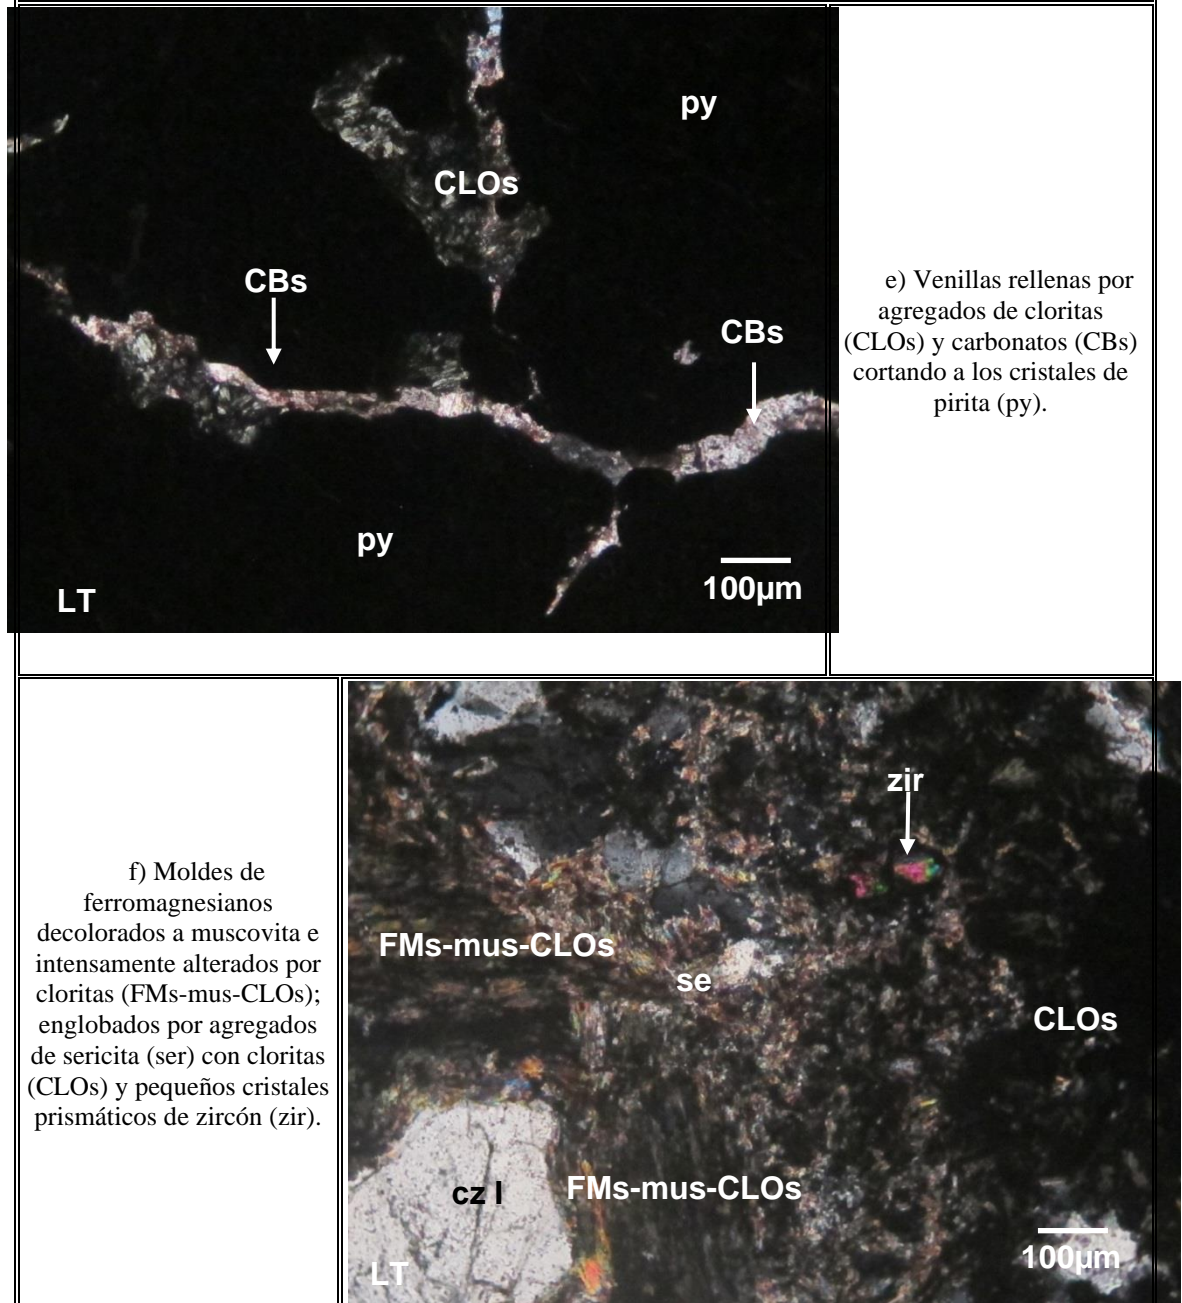 py
CLOs
CBs
CBs
py
100µm
LT
e) Venillas rellenas por
agregados de cloritas
(CLOs) y carbonatos (CBs)
cortando a los cristales de
pirita (py).
f) Moldes de
ferromagnesianos
decolorados a muscovita e
intensamente alterados por
cloritas (FMs-mus-CLOs);
englobados por agregados
de sericita (ser) con cloritas
(CLOs) y pequeños cristales
prismáticos de zircón (zir).
zir
FMs-mus-CLOs
se
CLOs
cz I
FMs-mus-CLOs
100µm
LT